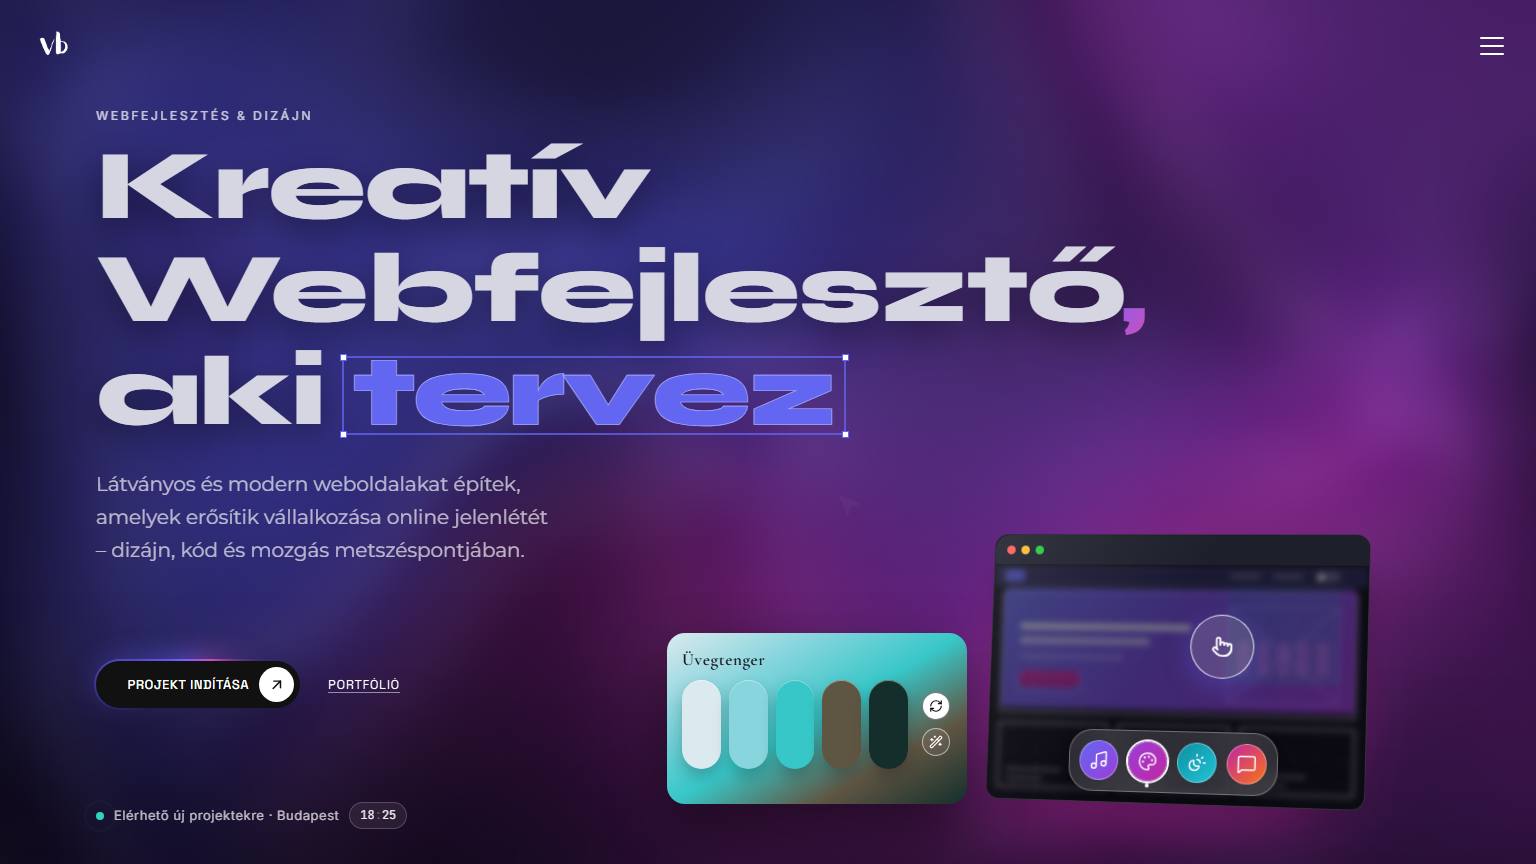 vb
WEBFEJLESZTÉS & DIZÁJN
Kreatív
Webfejlesztő,
aki tervez
Látványos és modern weboldalakat építek,
amelyek erősítik vállalkozása online jelenlétét
– dizájn, kód és mozgás metszéspontjában.
PROJEKT INDÍTÁSA
PORTFÓLIÓ
Üvegtenger
Elérhető új projektekre · Budapest 18:25